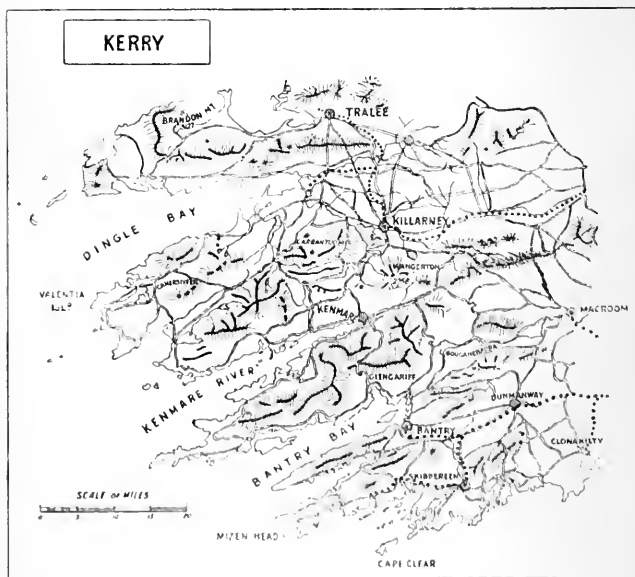 KERRY
BRANDON MT.
TRALEE
KILLARNEY
DINGLE BAY
MANGERTON
VALENTIA
KENMARE
MACROOM
KENMARE RIVER
GLENGARIFF
DUNMANWAY
BANTRY
BANTRY BAY
CLONAKILTY
SKIBBEREEN
SCALE OF MILES
MIZEN HEAD
CAPE CLEAR